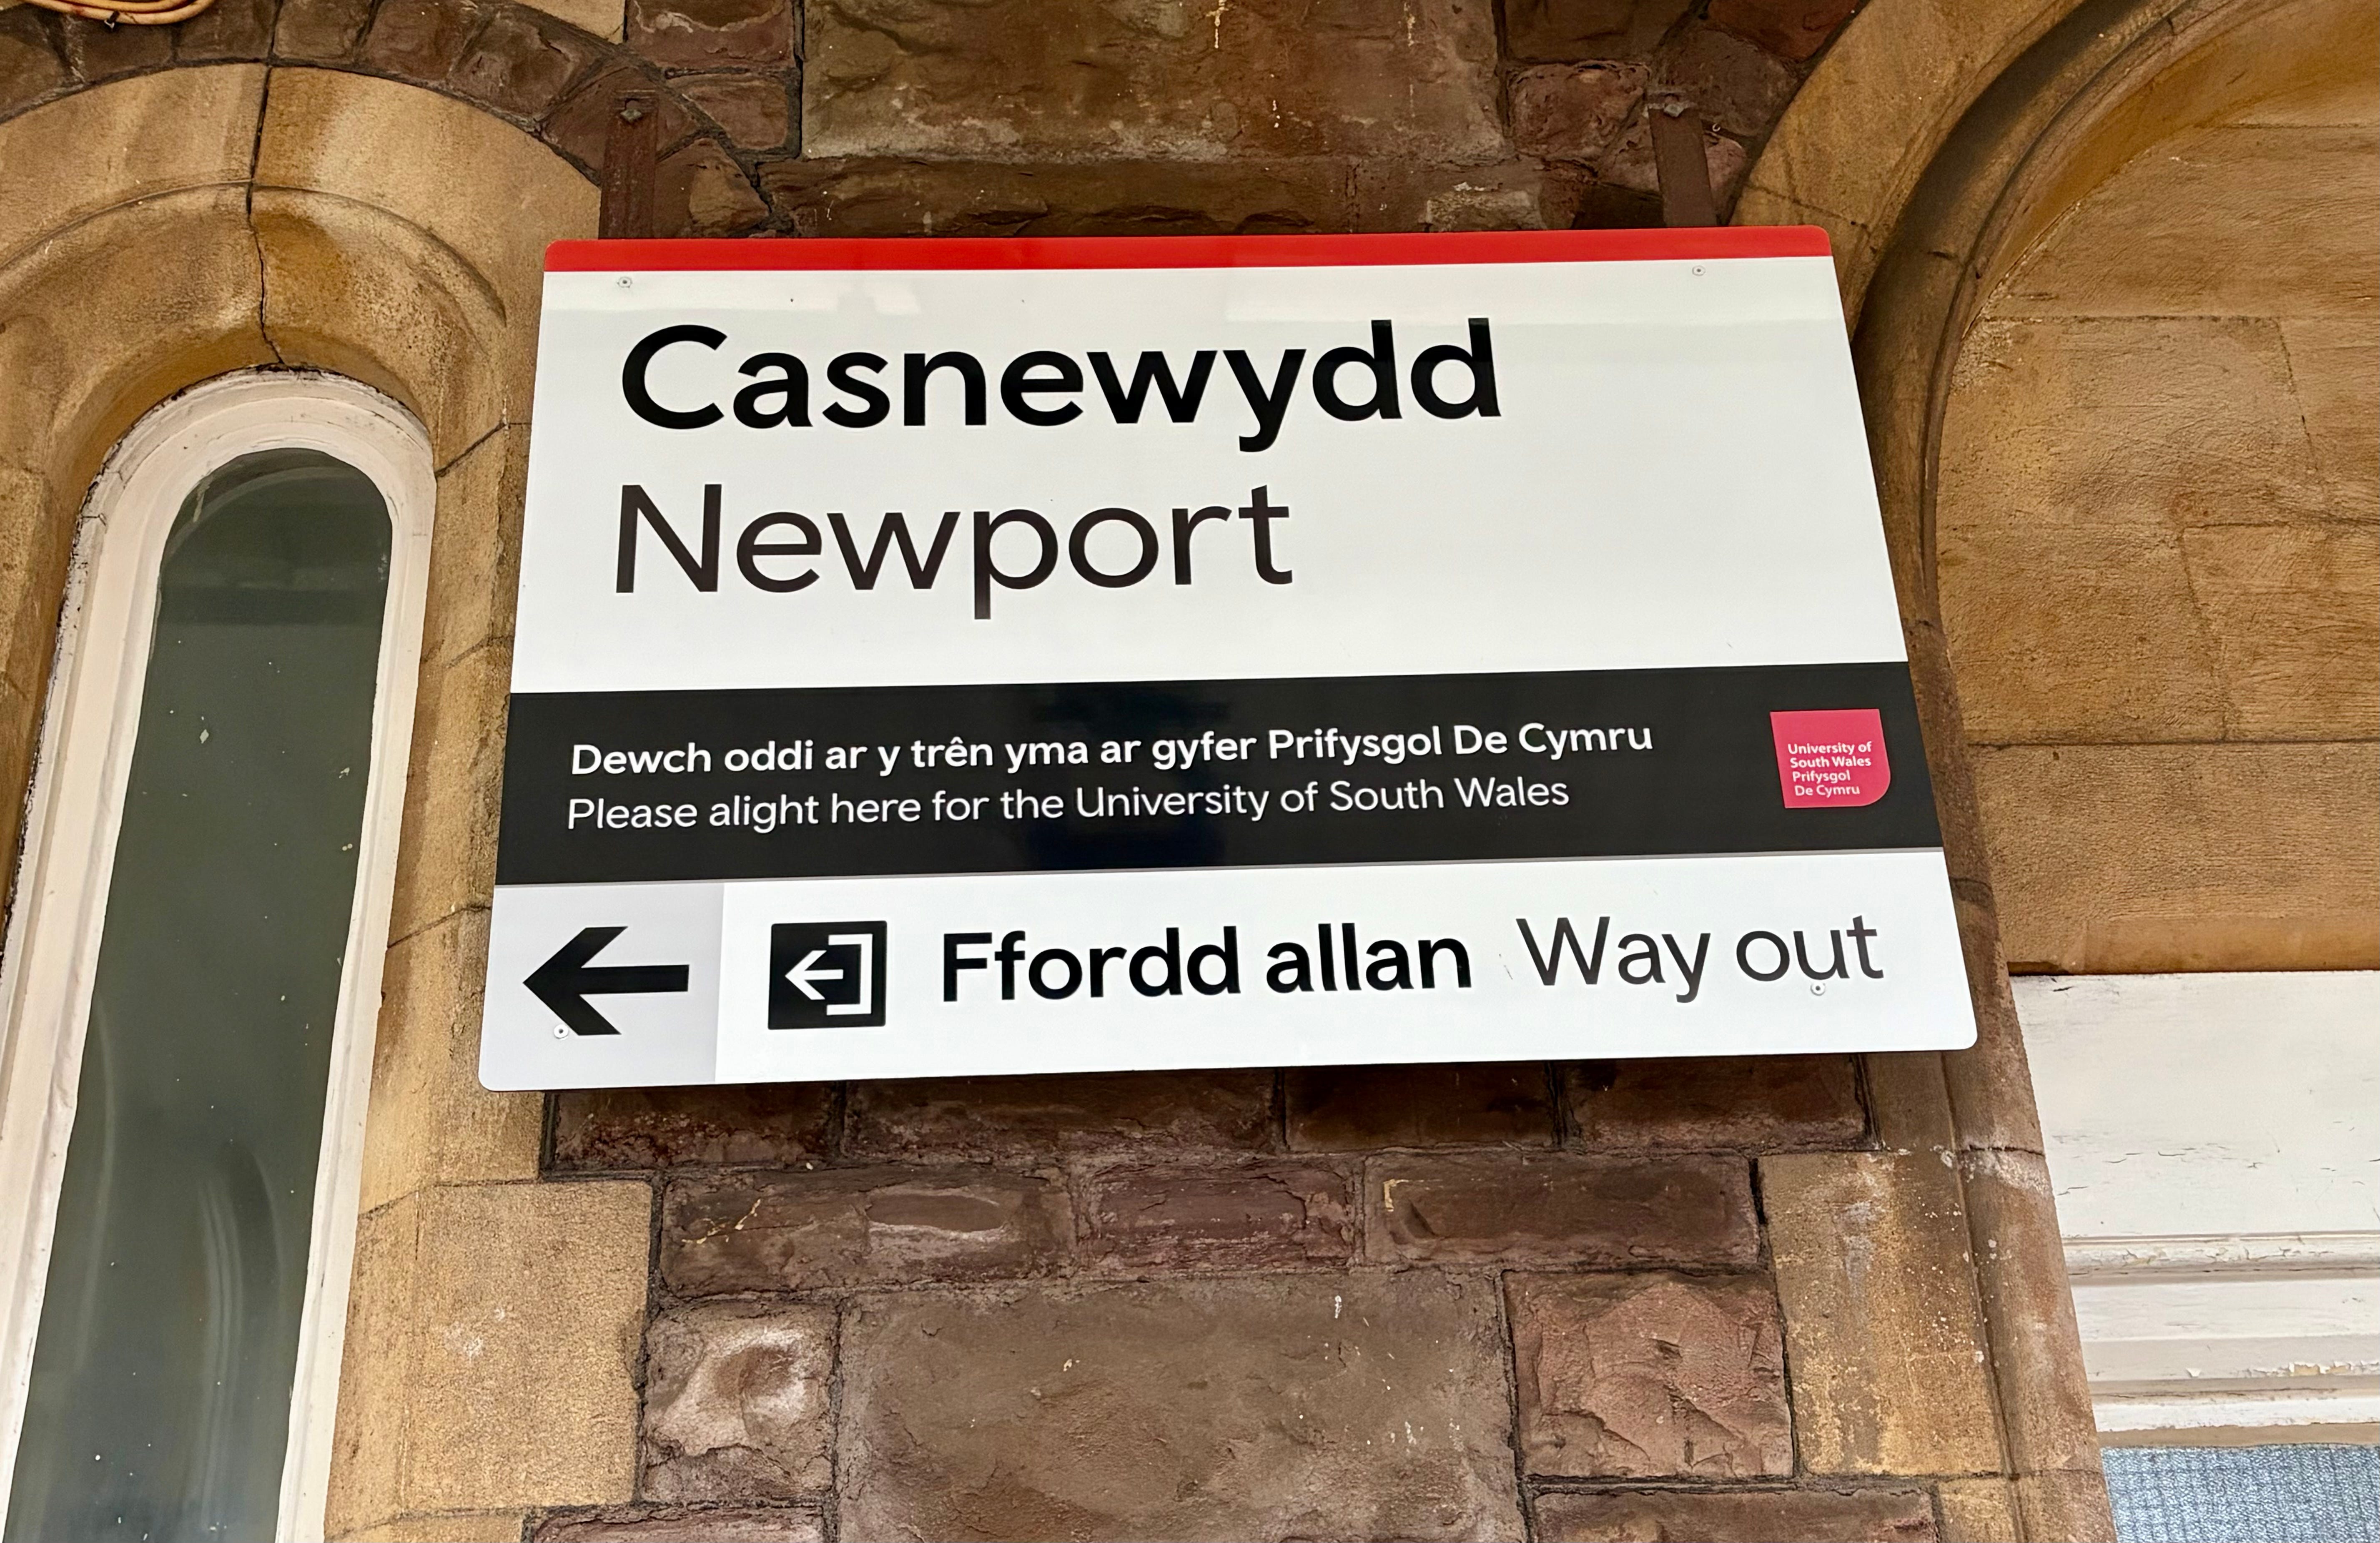 Casnewydd
Newport
Dewch oddi ar y trên yma ar gyfer Prifysgol De Cymru
Please alight here for the University of South Wales
University of
South Wales
Prifysgol
De Cymru
Ffordd allan Way out